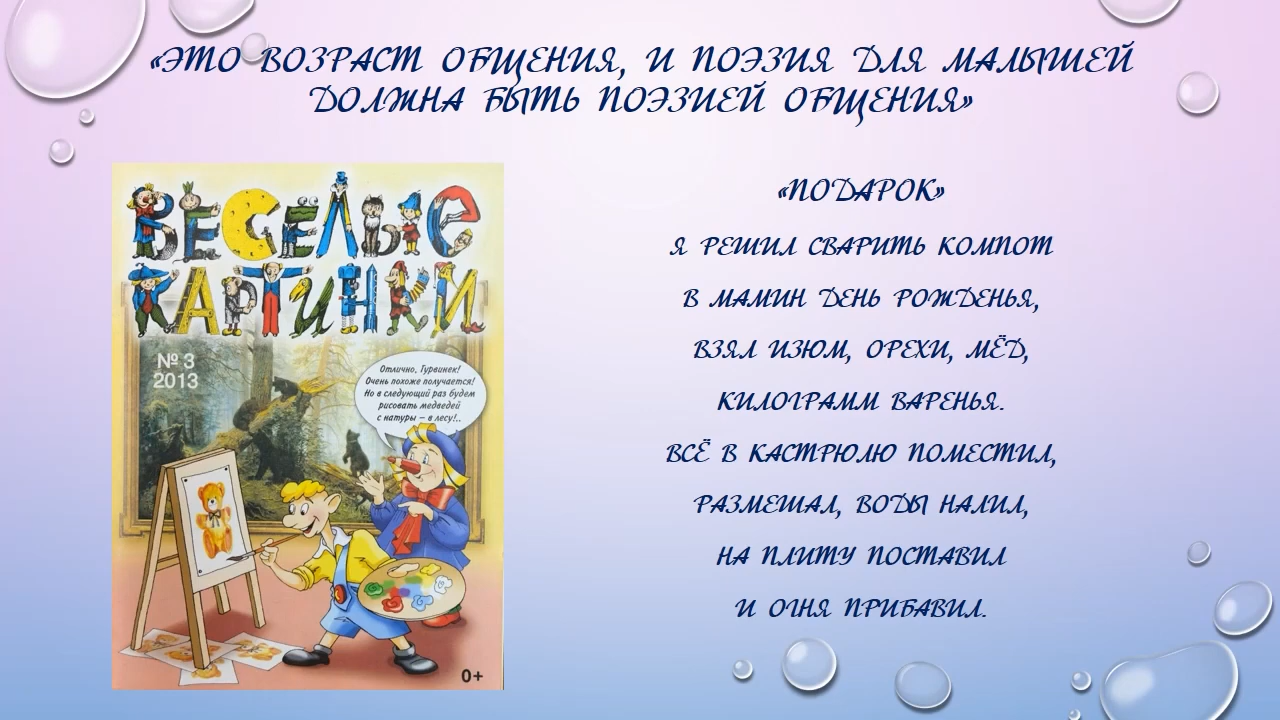 «ЭТО ВОЗРАСТ ОБЩЕНИЯ, И ПОЭЗИЯ ДЛЯ МАЛЫШЕЙ
ДОЛЖНА БЫТЬ ПОЭЗИЕЙ ОБЩЕНИЯ»
ВЕСЁЛЫЕ
КАРТИНКИ
№ 3
2013
Отлично, Гурвинек!
Очень похоже получается!
Но в следующий раз будем
рисовать медведей
с натуры – в лесу!..
0+
«ПОДАРОК»
Я РЕШИЛ СВАРИТЬ КОМПОТ
В МАМИН ДЕНЬ РОЖДЕНЬЯ,
ВЗЯЛ ИЗЮМ, ОРЕХИ, МЁД,
КИЛОГРАММ ВАРЕНЬЯ.
ВСЁ В КАСТРЮЛЮ ПОМЕСТИЛ,
РАЗМЕШАЛ, ВОДЫ НАЛИЛ,
НА ПЛИТУ ПОСТАВИЛ
И ОГНЯ ПРИБАВИЛ.